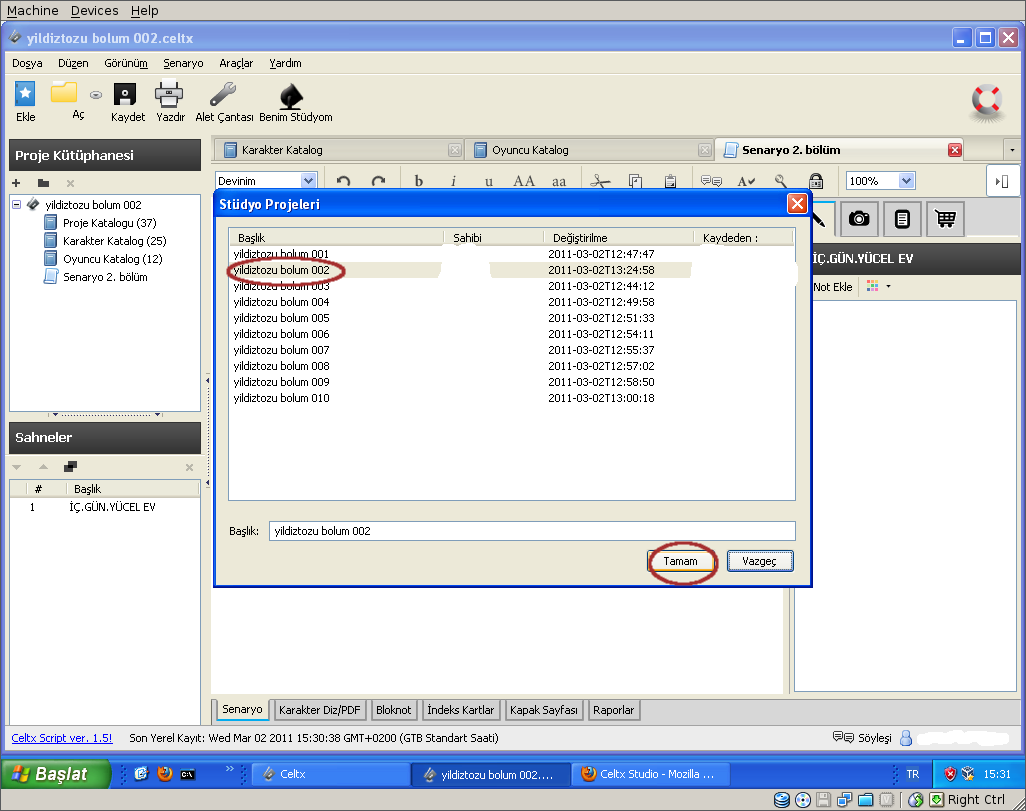 Machine Devices Help
yildiztozu bolum 002.celtx
Dosya Düzen Görünüm Senaryo Araçlar Yardım
Ekle Aç Kaydet Yazdır Alet Çantası Benim Stüdyom
Proje Kütüphanesi
Karakter Katalog Oyuncu Katalog Senaryo 2. bölüm
Devinim b i u AA aa 100%
yildiztozu bolum 002
Proje Katalogu (37)
Karakter Katalog (25)
Oyuncu Katalog (12)
Senaryo 2. bölüm
Stüdyo Projeleri
Başlık Sahibi Değiştirilme Kaydeden :
yildiztozu bolum 001 2011-03-02T12:47:47
yildiztozu bolum 002 2011-03-02T13:24:58
yildiztozu bolum 003 2011-03-02T12:44:12
yildiztozu bolum 004 2011-03-02T12:49:58
yildiztozu bolum 005 2011-03-02T12:51:33
yildiztozu bolum 006 2011-03-02T12:54:11
yildiztozu bolum 007 2011-03-02T12:55:37
yildiztozu bolum 008 2011-03-02T12:57:02
yildiztozu bolum 009 2011-03-02T12:58:50
yildiztozu bolum 010 2011-03-02T13:00:18
Başlık: yildiztozu bolum 002
Tamam Vazgeç
İÇ.GÜN.YÜCEL EV
Not Ekle
Sahneler
# Başlık
1 İÇ.GÜN.YÜCEL EV
Senaryo Karakter Diz/PDF Bloknot İndeks Kartlar Kapak Sayfası Raporlar
Celtx Script ver. 1.5! Son Yerel Kayıt: Wed Mar 02 2011 15:30:38 GMT+0200 (GTB Standart Saati) Söyleşi
Başlat Celtx yildiztozu bolum 002.... Celtx Studio - Mozilla ... TR 15:31
Right Ctrl